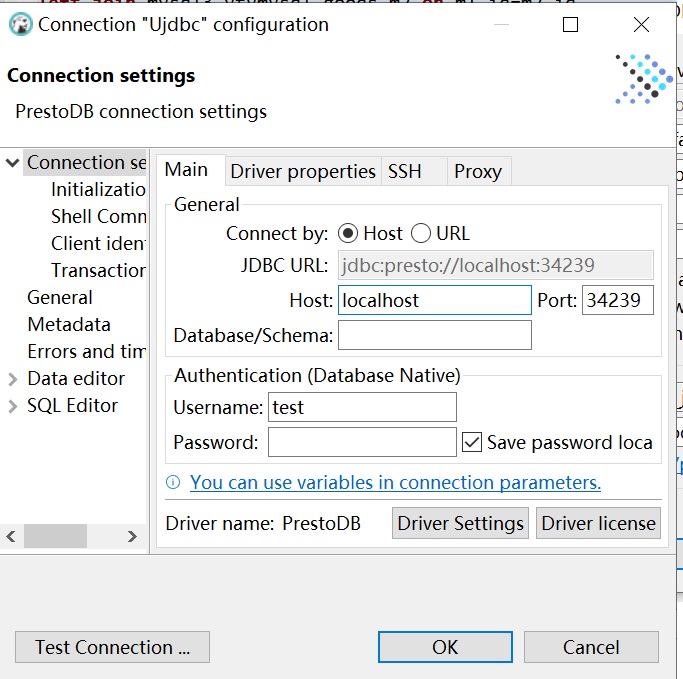 Connection "Ujdbc" configuration
Connection settings
PrestoDB connection settings
Connection se
Initializatio
Shell Comn
Client iden
Transaction
General
Metadata
Errors and tim
Data editor
SQL Editor
Main
Driver properties
SSH
Proxy
General
Connect by: Host URL
JDBC URL: jdbc:presto://localhost:34239
Host: localhost Port: 34239
Database/Schema:
Authentication (Database Native)
Username: test
Password: Save password loca
You can use variables in connection parameters.
Driver name: PrestoDB Driver Settings Driver license
Test Connection ... OK Cancel